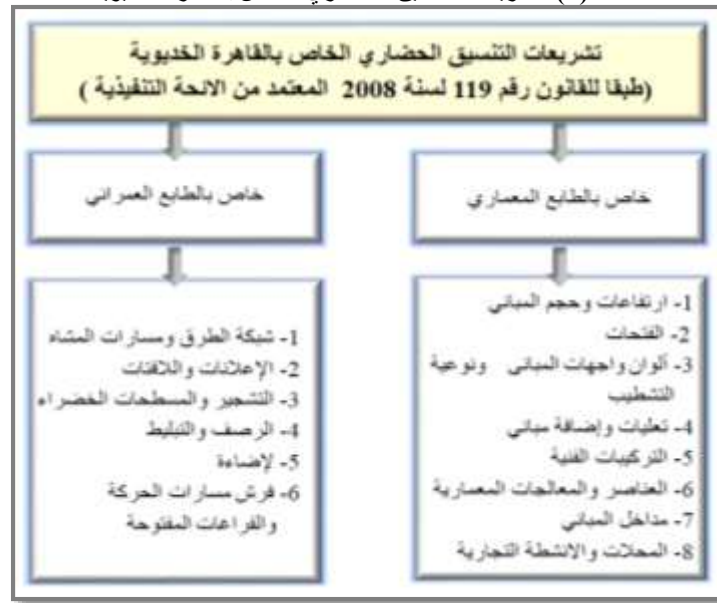 تشريعات التنسيق الحضاري الخاص بالقاهرة الخديوية
(طبقا للقانون رقم 119 لسنة 2008 المعتمد من الانحة التنفيذية )
خاص بالطابع المعماري
خاص بالطابع العمراني
1- ارتفاعات وحجم المباني
2- الفتحات
3- ألوان واجهات المباني ونوعية
التشطيب
4- تعليات وإضافة مباني
5- التركيبات الفنية
6- العناصر والمعالجات المعمارية
7- مداخل المباني
8- المحلات والانشطة التجارية
1- شبكة الطرق ومسارات المشاه
2- الإعلانات واللافتات
3- التشجير والمسطحات الخضراء
4- الرصف والتبليط
5- لإضاءة
6- فرش مسارات الحركة
والفراغات المفتوحة